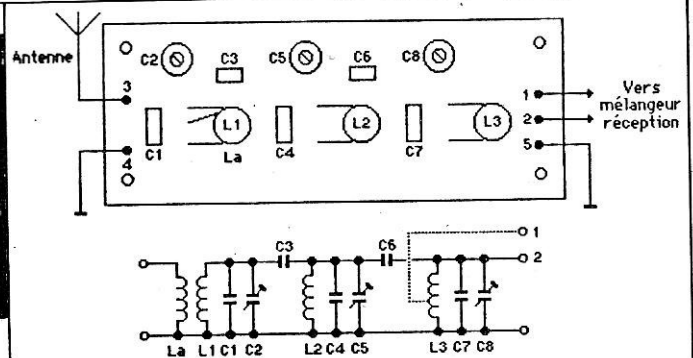 Antenne
C2 C3 C5 C6 C8
3
1
Vers
mélangeur
réception
2
L1 L2 L3
4
5
C1 La C4 C7
C3 C6
1
2
La L1 C1 C2 L2 C4 C5 L3 C7 C8